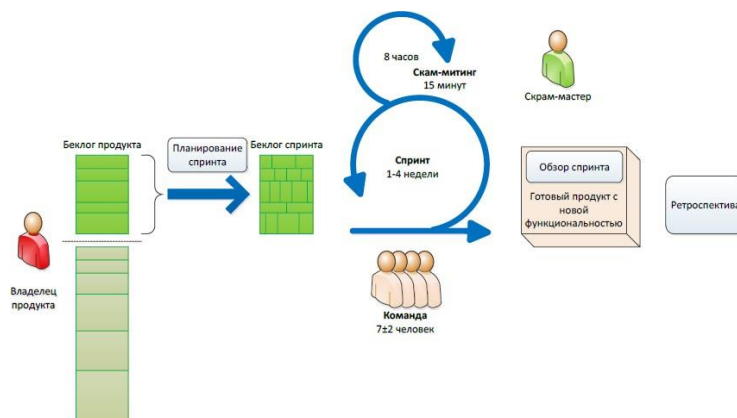 8 часов
Скам-митинг
15 минут
Скрам-мастер
Беклог продукта
Планирование
спринта
Беклог спринта
Спринт
1-4 недели
Обзор спринта
Готовый продукт с
новой
функциональностью
Ретроспектива
Владелец
продукта
Команда
7±2 человек